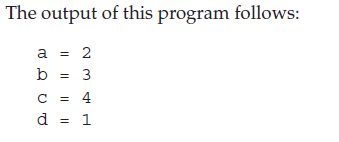 The output of this program follows:
a = 2
b = 3
c = 4
d = 1